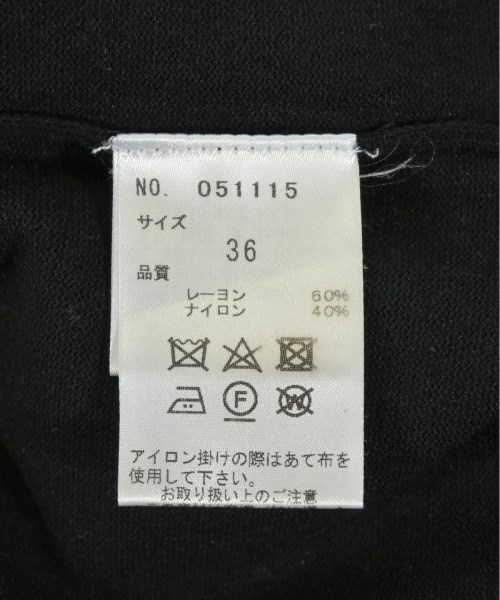 NO. 051115
サイズ
36
品質
レーヨン 60%
ナイロン 40%
F
W
アイロン掛けの際はあて布を
使用して下さい。
お取り扱い上のご注意